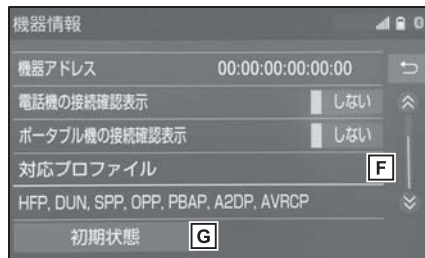 機器情報
機器アドレス 00:00:00:00:00:00
電話機の接続確認表示 しない
ポータブル機の接続確認表示 しない
対応プロファイル F
HFP, DUN, SPP, OPP, PBAP, A2DP, AVRCP
初期状態 G